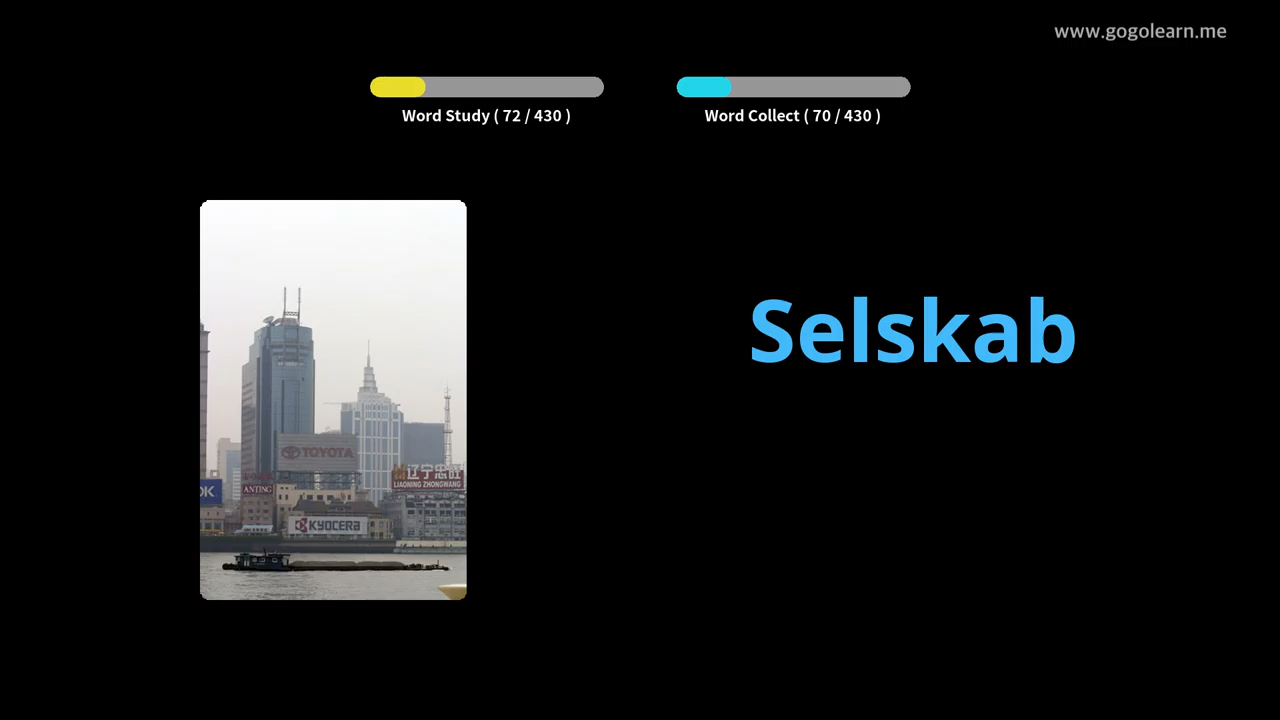 www.gogolearn.me
Word Study ( 72 / 430 )
Word Collect ( 70 / 430 )
Selskab
TOYOTA
辽宁忠旺
LIAONING ZHONGWANG
ANTING
OK
KYOCERA